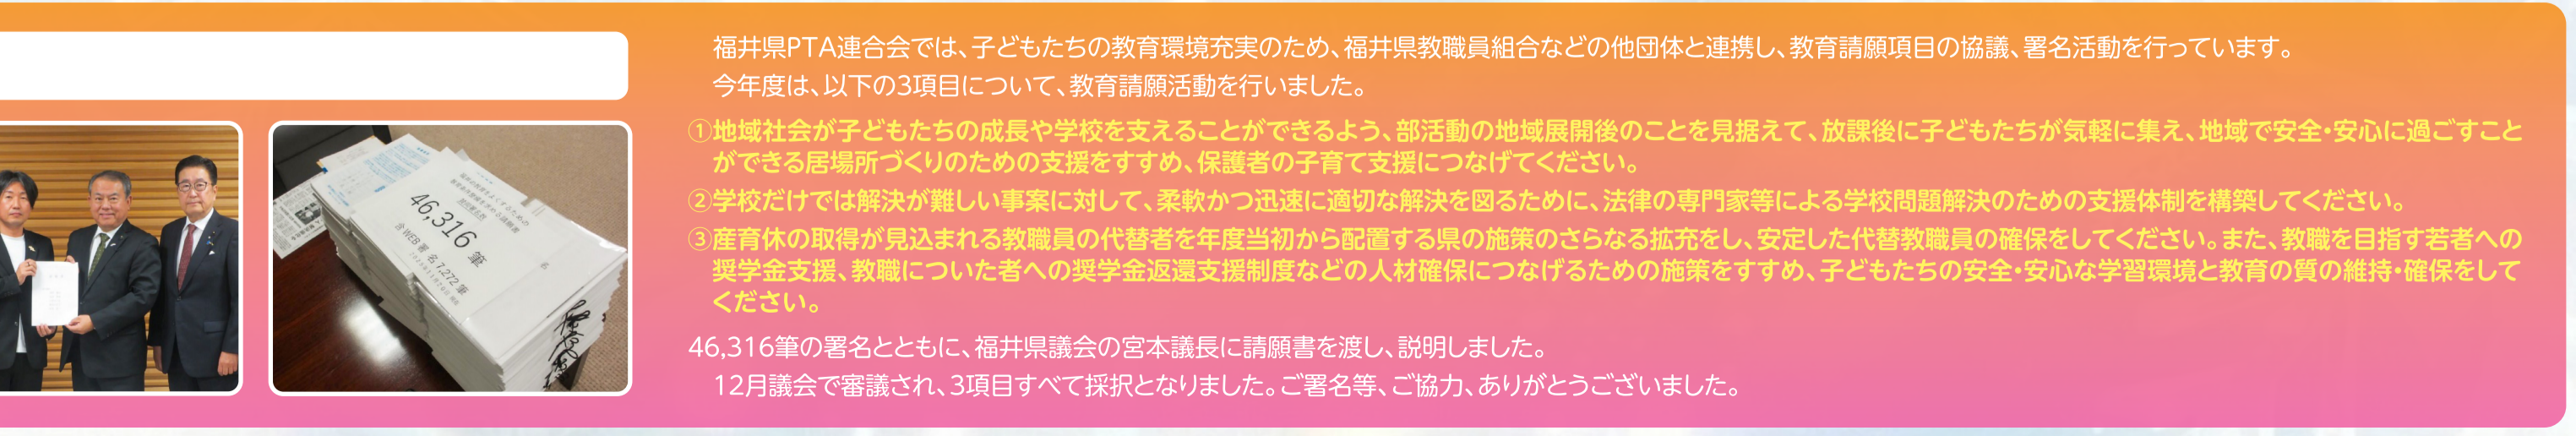 福井県PTA連合会では、子どもたちの教育環境充実のため、福井県教職員組合などの他団体と連携し、教育請願項目の協議、署名活動を行っています。
今年度は、以下の3項目について、教育請願活動を行いました。
①地域社会が子どもたちの成長や学校を支えることができるよう、部活動の地域展開後のことを見据えて、放課後に子どもたちが気軽に集え、地域で安全・安心に過ごすこと
ができる居場所づくりのための支援をすすめ、保護者の子育て支援につなげてください。
②学校だけでは解決が難しい事案に対して、柔軟かつ迅速に適切な解決を図るために、法律の専門家等による学校問題解決のための支援体制を構築してください。
③産育休の取得が見込まれる教職員の代替者を年度当初から配置する県の施策のさらなる拡充をし、安定した代替教職員の確保をしてください。また、教職を目指す若者への
奨学金支援、教職についた者への奨学金返還支援制度などの人材確保につなげるための施策をすすめ、子どもたちの安全・安心な学習環境と教育の質の維持・確保をして
ください。
46,316筆の署名とともに、福井県議会の宮本議長に請願書を渡し、説明しました。
12月議会で審議され、3項目すべて採択となりました。ご署名等、ご協力、ありがとうございました。
46,316 筆
含 WEB 署名 7,272 筆